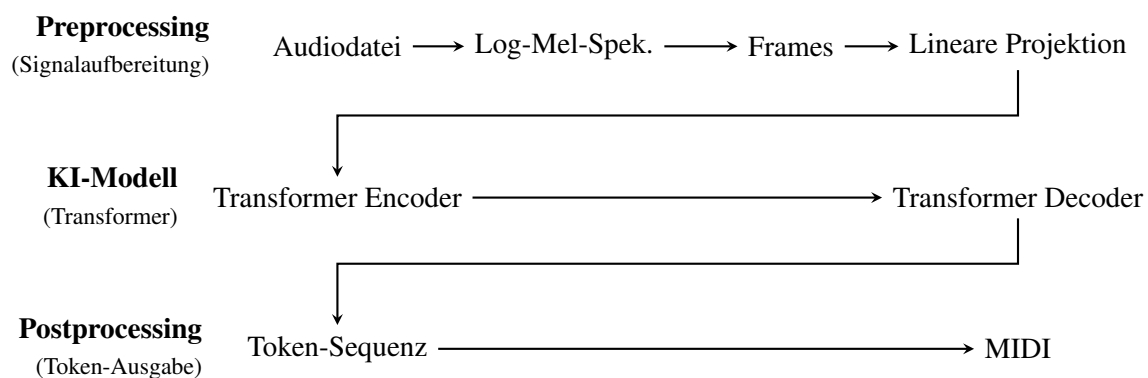 Preprocessing
(Signalaufbereitung)
Audiodatei Log-Mel-Spek. Frames Lineare Projektion
KI-Modell
(Transformer)
Transformer Encoder Transformer Decoder
Postprocessing
(Token-Ausgabe)
Token-Sequenz MIDI